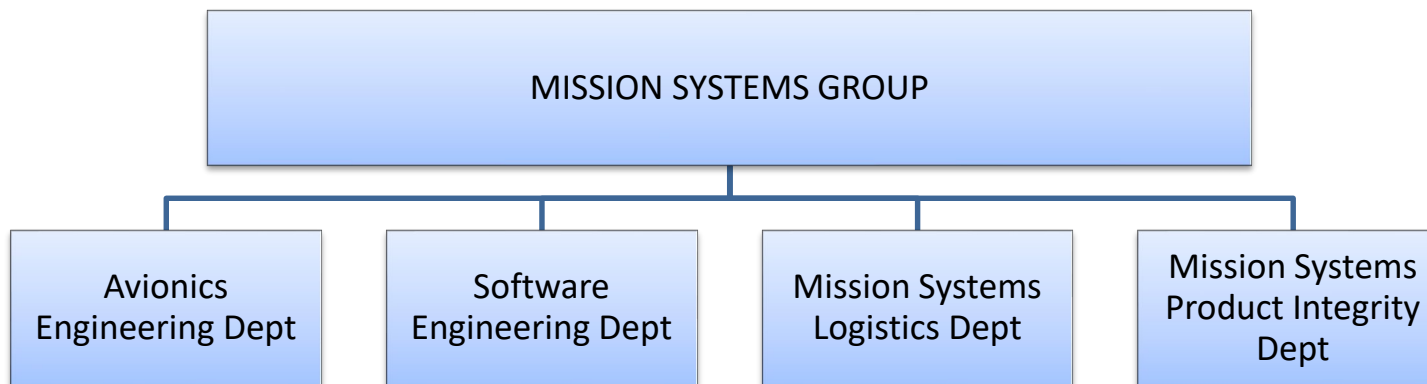 MISSION SYSTEMS GROUP
Avionics
Engineering Dept
Software
Engineering Dept
Mission Systems
Logistics Dept
Mission Systems
Product Integrity
Dept